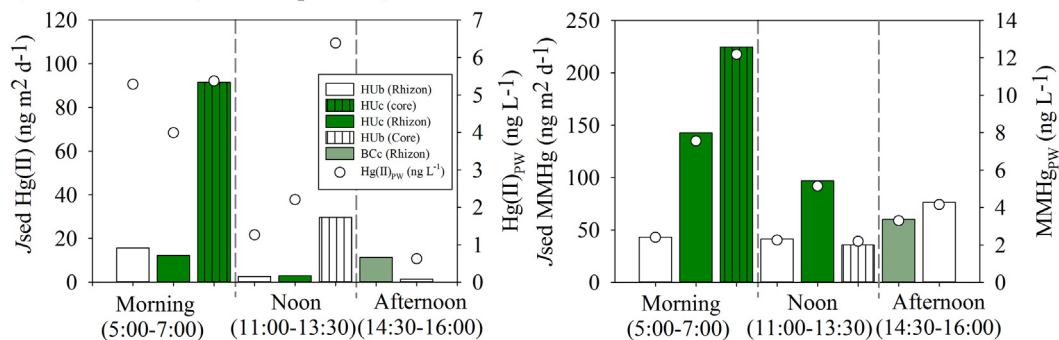 120
100
80
60
40
20
0
Jsed Hg(II) (ng m² d-¹)
HUb (Rhizon)
HUc (core)
HUc (Rhizon)
HUb (Core)
BCc (Rhizon)
Hg(II)PW (ng L⁻¹)
7
6
5
4
3
2
1
0
Hg(II)PW (ng L-¹)
Morning Noon Afternoon
(5:00-7:00) (11:00-13:30) (14:30-16:00)
250
200
150
100
50
0
Jsed MMHg (ng m² d-¹)
14
12
10
8
6
4
2
0
MMHgPW (ng L-¹)
Morning Noon Afternoon
(5:00-7:00) (11:00-13:30) (14:30-16:00)